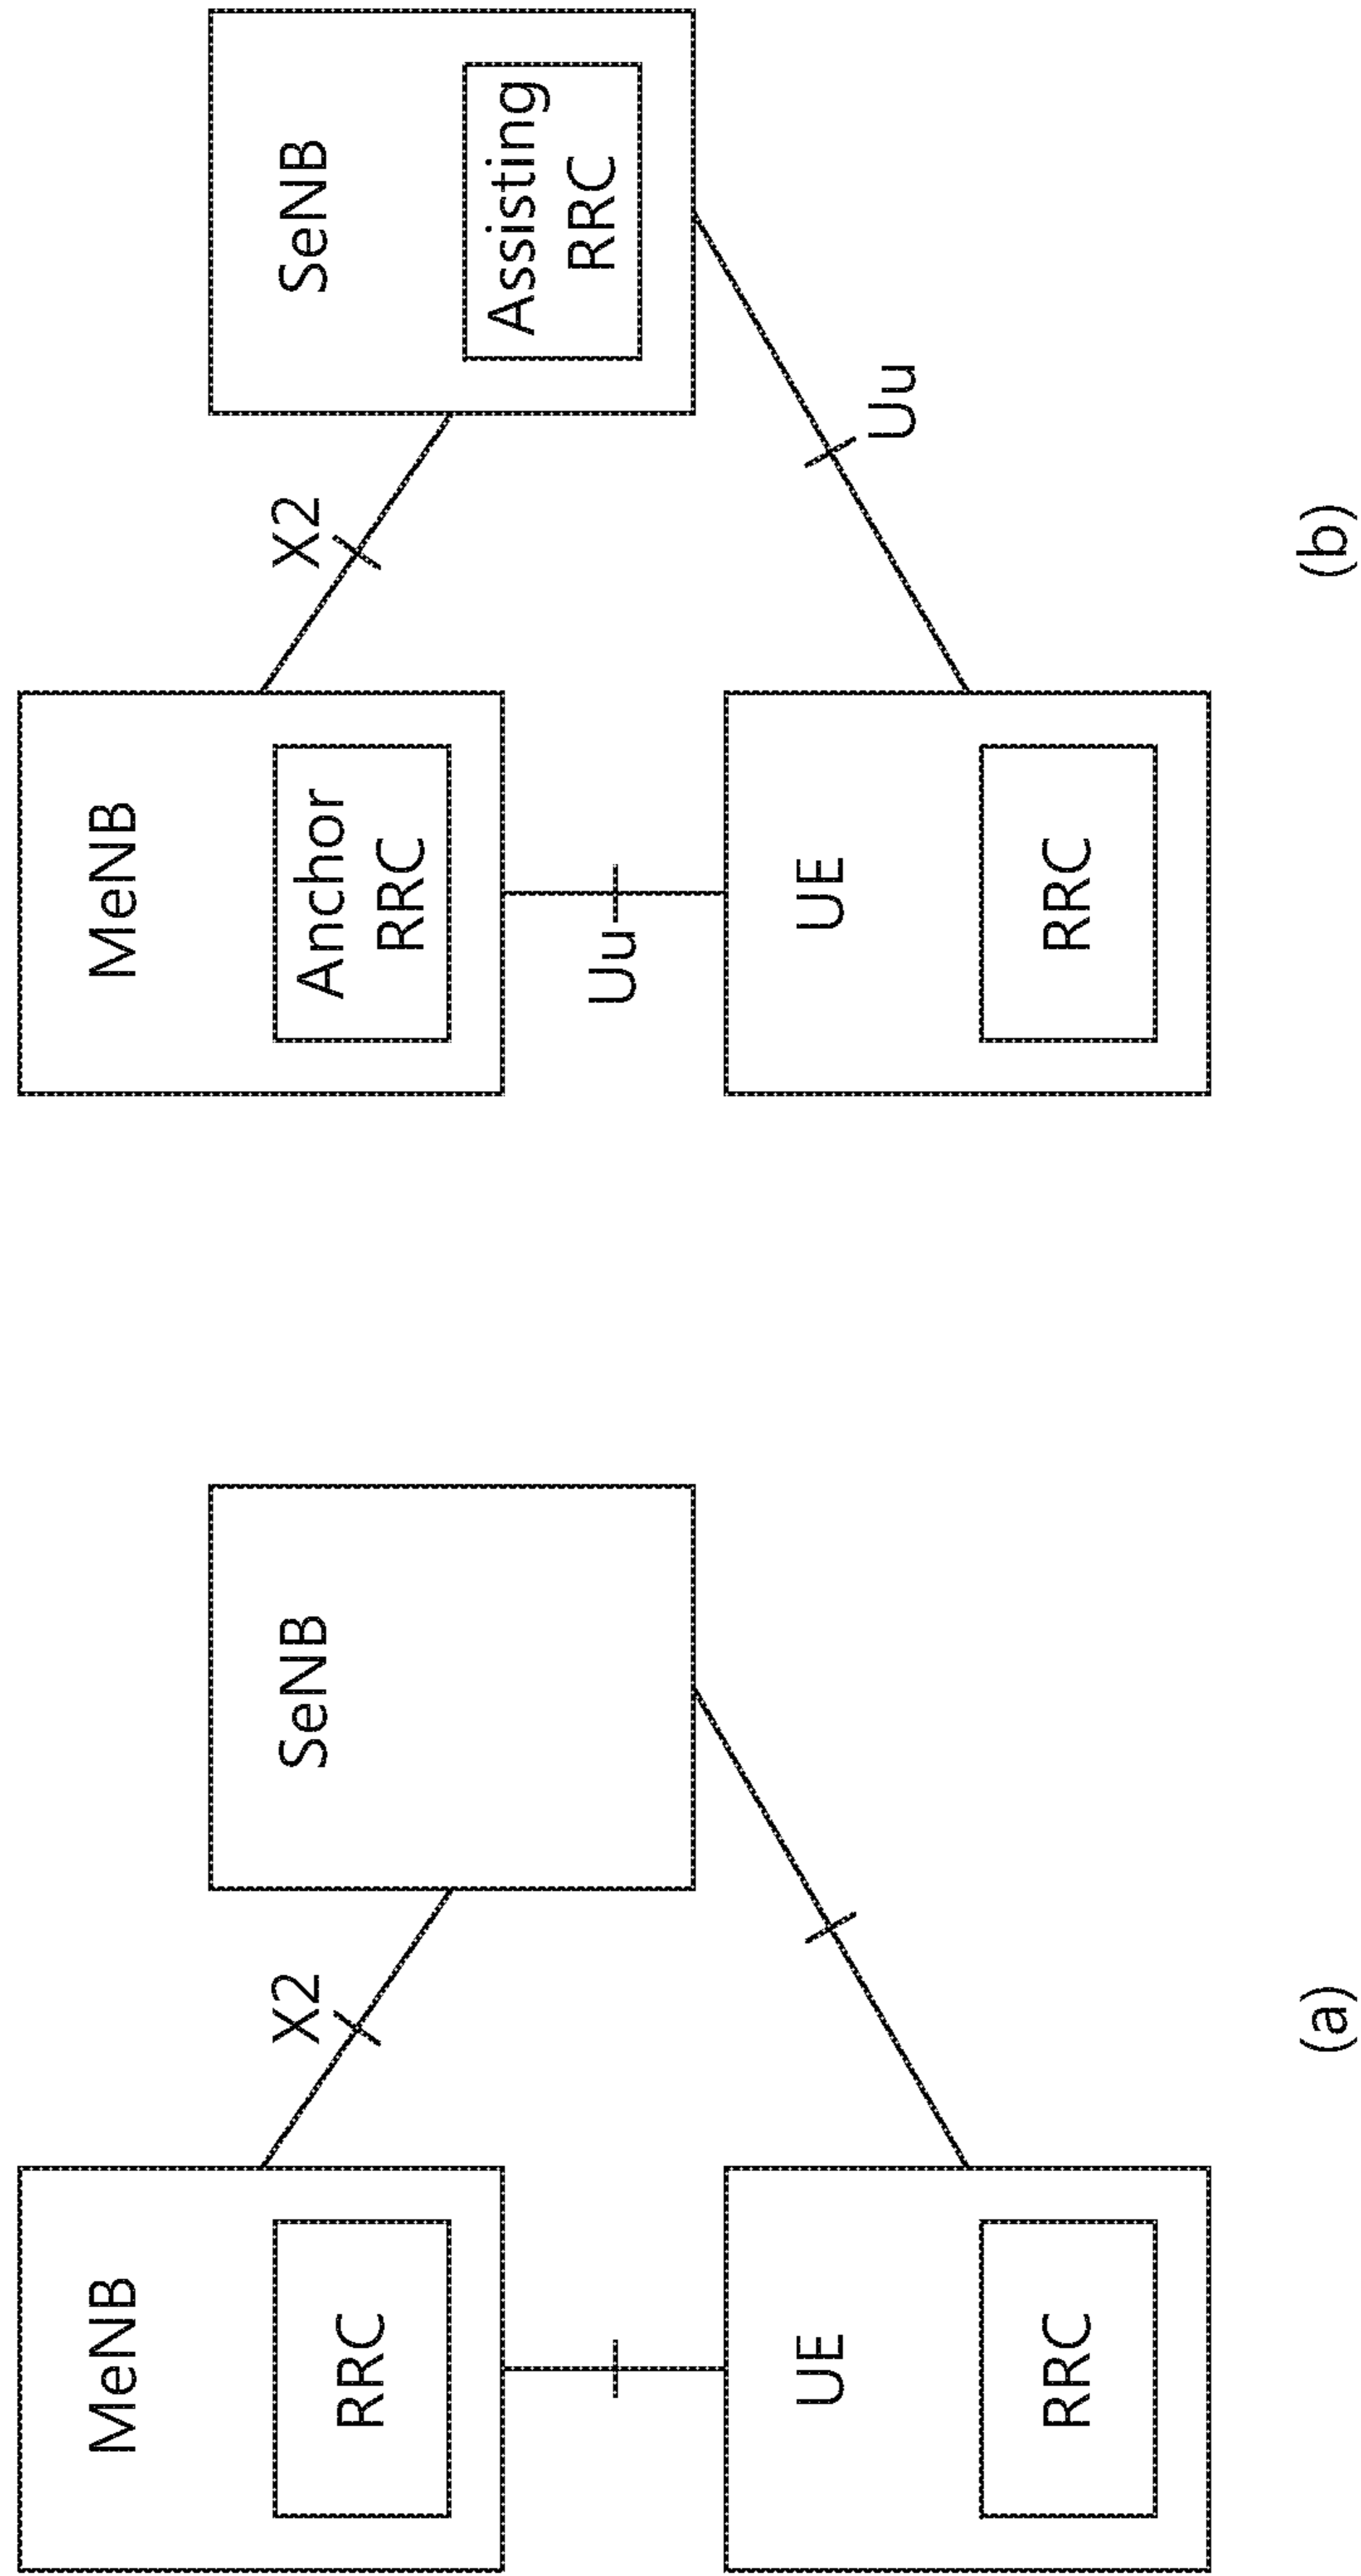 MeNB
RRC
X2
SeNB
UE
RRC
(a)
MeNB
Anchor
RRC
X2
SeNB
Assisting
RRC
Uu
Uu
UE
RRC
(b)